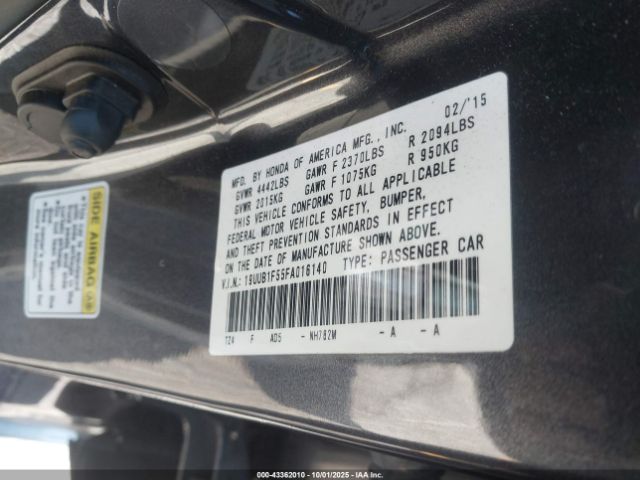 MFD. BY HONDA OF AMERICA MFG., INC. 02/'15
GVWR 4442LBS GAWR F 2370LBS R 2094LBS
GVWR 2015KG GAWR F 1075KG R 950KG
THIS VEHICLE CONFORMS TO ALL APPLICABLE
FEDERAL MOTOR VEHICLE SAFETY, BUMPER,
AND THEFT PREVENTION STANDARDS IN EFFECT
ON THE DATE OF MANUFACTURE SHOWN ABOVE.
V.I.N.: 19UUB1F55FA016140 TYPE: PASSENGER CAR
T24 F AD5 - NH782M - A - A
SIDE AIRBAG
000-43362010 - 10/01/2025 - IAAI.com